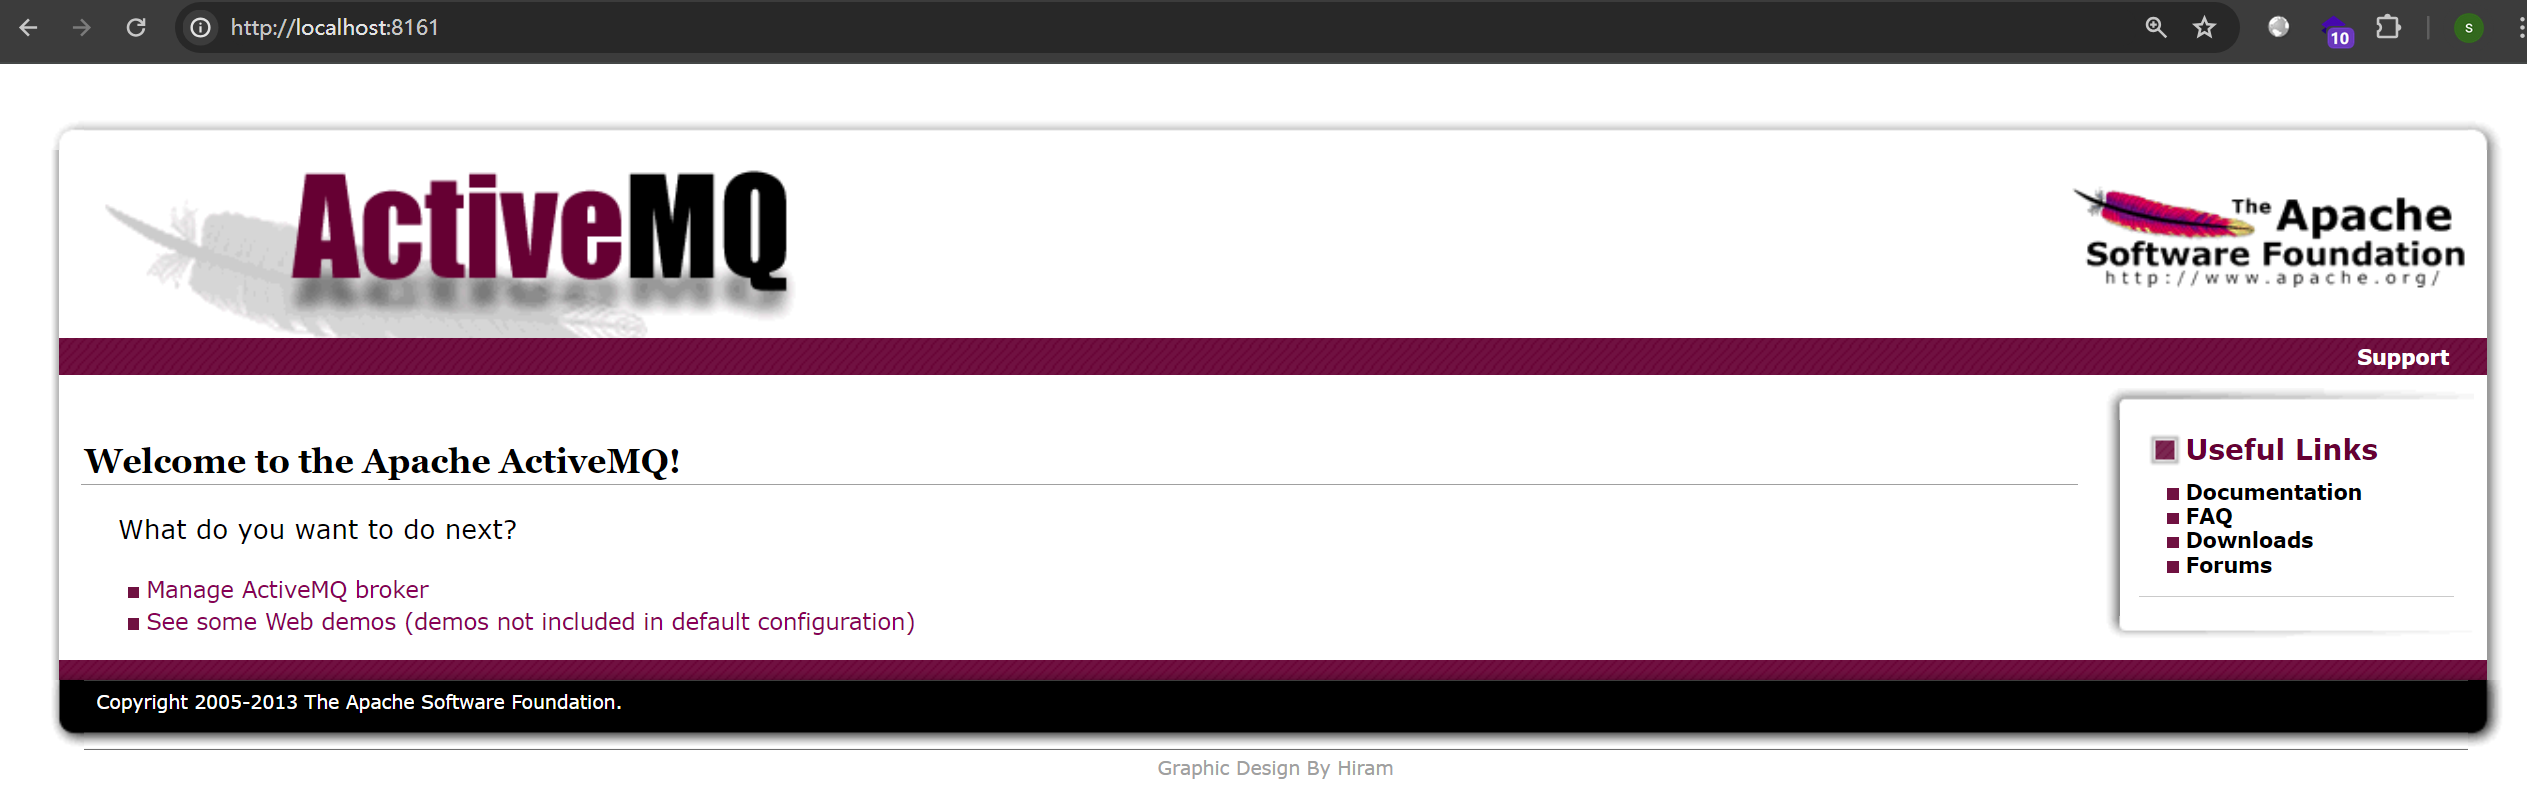 http://localhost:8161
10
s
ActiveMQ
The Apache
Software Foundation
http://www.apache.org/
Support
Welcome to the Apache ActiveMQ!
What do you want to do next?
Manage ActiveMQ broker
See some Web demos (demos not included in default configuration)
Useful Links
Documentation
FAQ
Downloads
Forums
Copyright 2005-2013 The Apache Software Foundation.
Graphic Design By Hiram